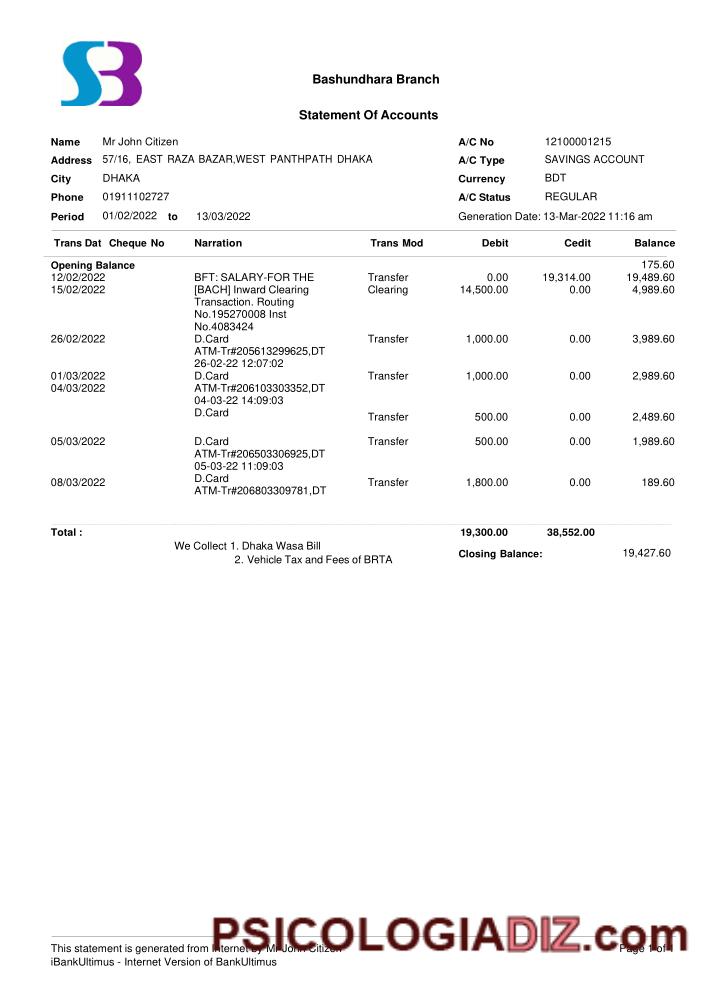 SB
Bashundhara Branch
Statement Of Accounts
Name Mr John Citizen A/C No 12100001215
Address 57/16, EAST RAZA BAZAR,WEST PANTHPATH DHAKA A/C Type SAVINGS ACCOUNT
City DHAKA Currency BDT
Phone 01911102727 A/C Status REGULAR
Period 01/02/2022 to 13/03/2022 Generation Date: 13-Mar-2022 11:16 am
Trans Dat Cheque No Narration Trans Mod Debit Cedit Balance
Opening Balance 175.60
12/02/2022 BFT: SALARY-FOR THE Transfer 0.00 19,314.00 19,489.60
15/02/2022 [BACH] Inward Clearing Clearing 14,500.00 0.00 4,989.60
Transaction. Routing
No.195270008 Inst
No.4083424
26/02/2022 D.Card Transfer 1,000.00 0.00 3,989.60
ATM-Tr#205613299625,DT
26-02-22 12:07:02
01/03/2022 D.Card Transfer 1,000.00 0.00 2,989.60
04/03/2022 ATM-Tr#206103303352,DT
04-03-22 14:09:03
D.Card
Transfer 500.00 0.00 2,489.60
05/03/2022 D.Card Transfer 500.00 0.00 1,989.60
ATM-Tr#206503306925,DT
05-03-22 11:09:03
D.Card
08/03/2022 Transfer 1,800.00 0.00 189.60
ATM-Tr#206803309781,DT
Total : 19,300.00 38,552.00
We Collect 1. Dhaka Wasa Bill
Closing Balance: 19,427.60
2. Vehicle Tax and Fees of BRTA
PSICOLOGIADIZ.com
This statement is generated from Internet by Mr John Citizen Page 1 of 1
iBankUltimus - Internet Version of BankUltimus